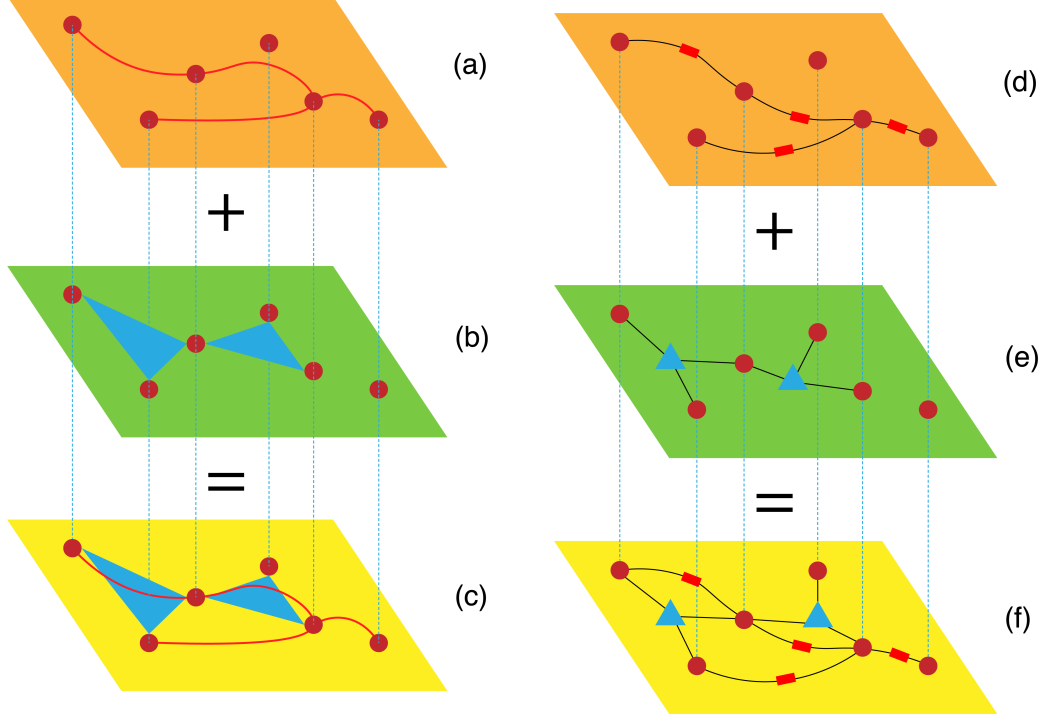 (a)
(d)
+
+
(b)
(e)
=
=
(c)
(f)